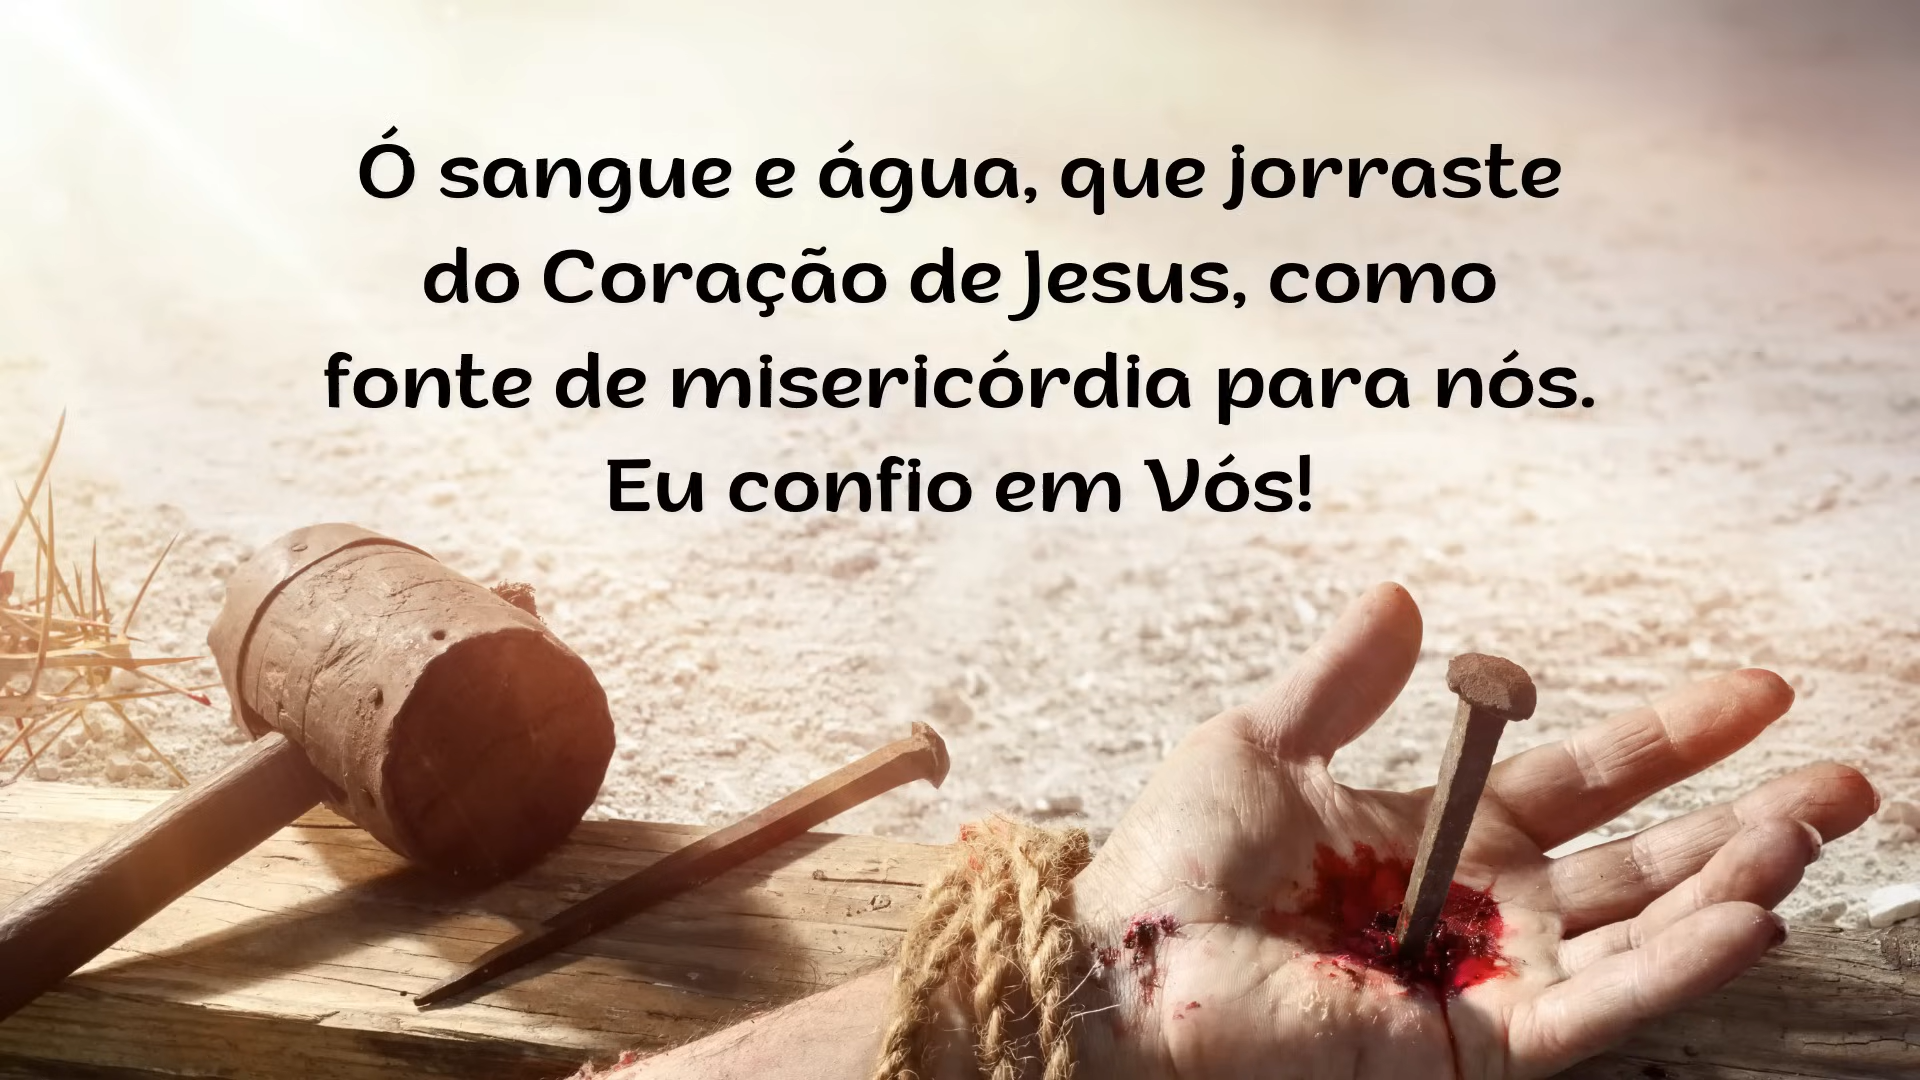 Ó sangue e água, que jorraste
do Coração de Jesus, como
fonte de misericórdia para nós.
Eu confio em Vós!